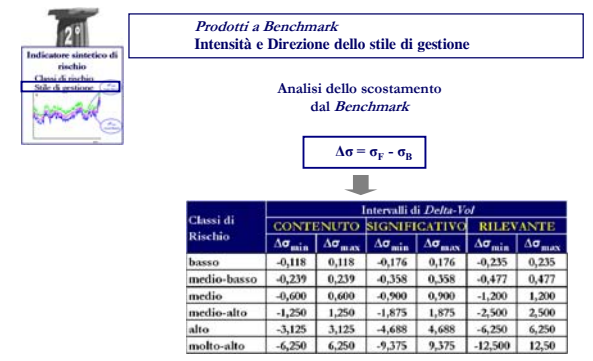 2°
Indicatore sintetico di
rischio
Classi di rischio
Stile di gestione
Prodotti a Benchmark
Intensità e Direzione dello stile di gestione
Analisi dello scostamento
dal Benchmark
Δσ = σF - σB
Classi di Rischio Intervalli di Delta-Vol
CONTENUTO SIGNIFICATIVO RILEVANTE
Δσmin Δσmax Δσmin Δσmax Δσmin Δσmax
basso -0,118 0,118 -0,176 0,176 -0,235 0,235
medio-basso -0,239 0,239 -0,358 0,358 -0,477 0,477
medio -0,600 0,600 -0,900 0,900 -1,200 1,200
medio-alto -1,250 1,250 -1,875 1,875 -2,500 2,500
alto -3,125 3,125 -4,688 4,688 -6,250 6,250
molto-alto -6,250 6,250 -9,375 9,375 -12,500 12,50